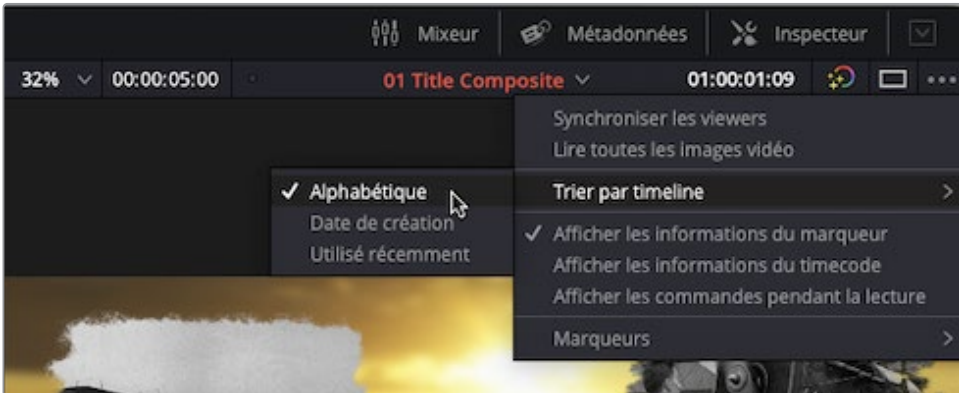 Mixeur Métadonnées Inspecteur
32% 00:00:05:00 01 Title Composite 01:00:01:09
Synchroniser les viewers
Lire toutes les images vidéo
Trier par timeline
Alphabétique
Date de création
Utilisé récemment
Afficher les informations du marqueur
Afficher les informations du timecode
Afficher les commandes pendant la lecture
Marqueurs